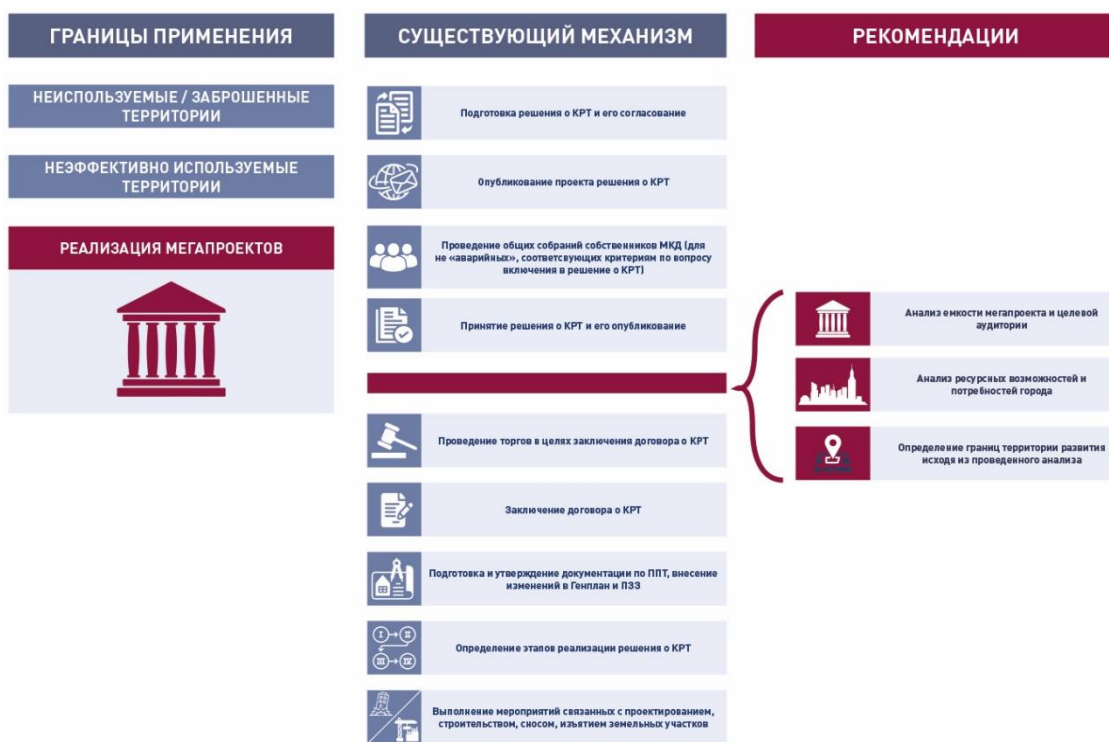 ГРАНИЦЫ ПРИМЕНЕНИЯ
НЕИСПОЛЬЗУЕМЫЕ / ЗАБРОШЕННЫЕ
ТЕРРИТОРИИ
НЕЭФФЕКТИВНО ИСПОЛЬЗУЕМЫЕ
ТЕРРИТОРИИ
РЕАЛИЗАЦИЯ МЕГАПРОЕКТОВ
СУЩЕСТВУЮЩИЙ МЕХАНИЗМ
Подготовка решения о КРТ и его согласование
Опубликование проекта решения о КРТ
Проведение общих собраний собственников МКД (для
не «аварийных», соответсвующих критериям по вопросу
включения в решение о КРТ)
Принятие решения о КРТ и его опубликование
Проведение торгов в целях заключения договора о КРТ
Заключение договора о КРТ
Подготовка и утверждение документации по ППТ, внесение
изменений в Генплан и ПЗЗ
I II
III IV
Определение этапов реализации решения о КРТ
Выполнение мероприятий связанных с проектированием,
строительством, сносом, изъятием земельных участков
РЕКОМЕНДАЦИИ
Анализ емкости мегапроекта и целевой
аудитории
Анализ ресурсных возможностей и
потребностей города
Определение границ территории развития
исходя из проведенного анализа